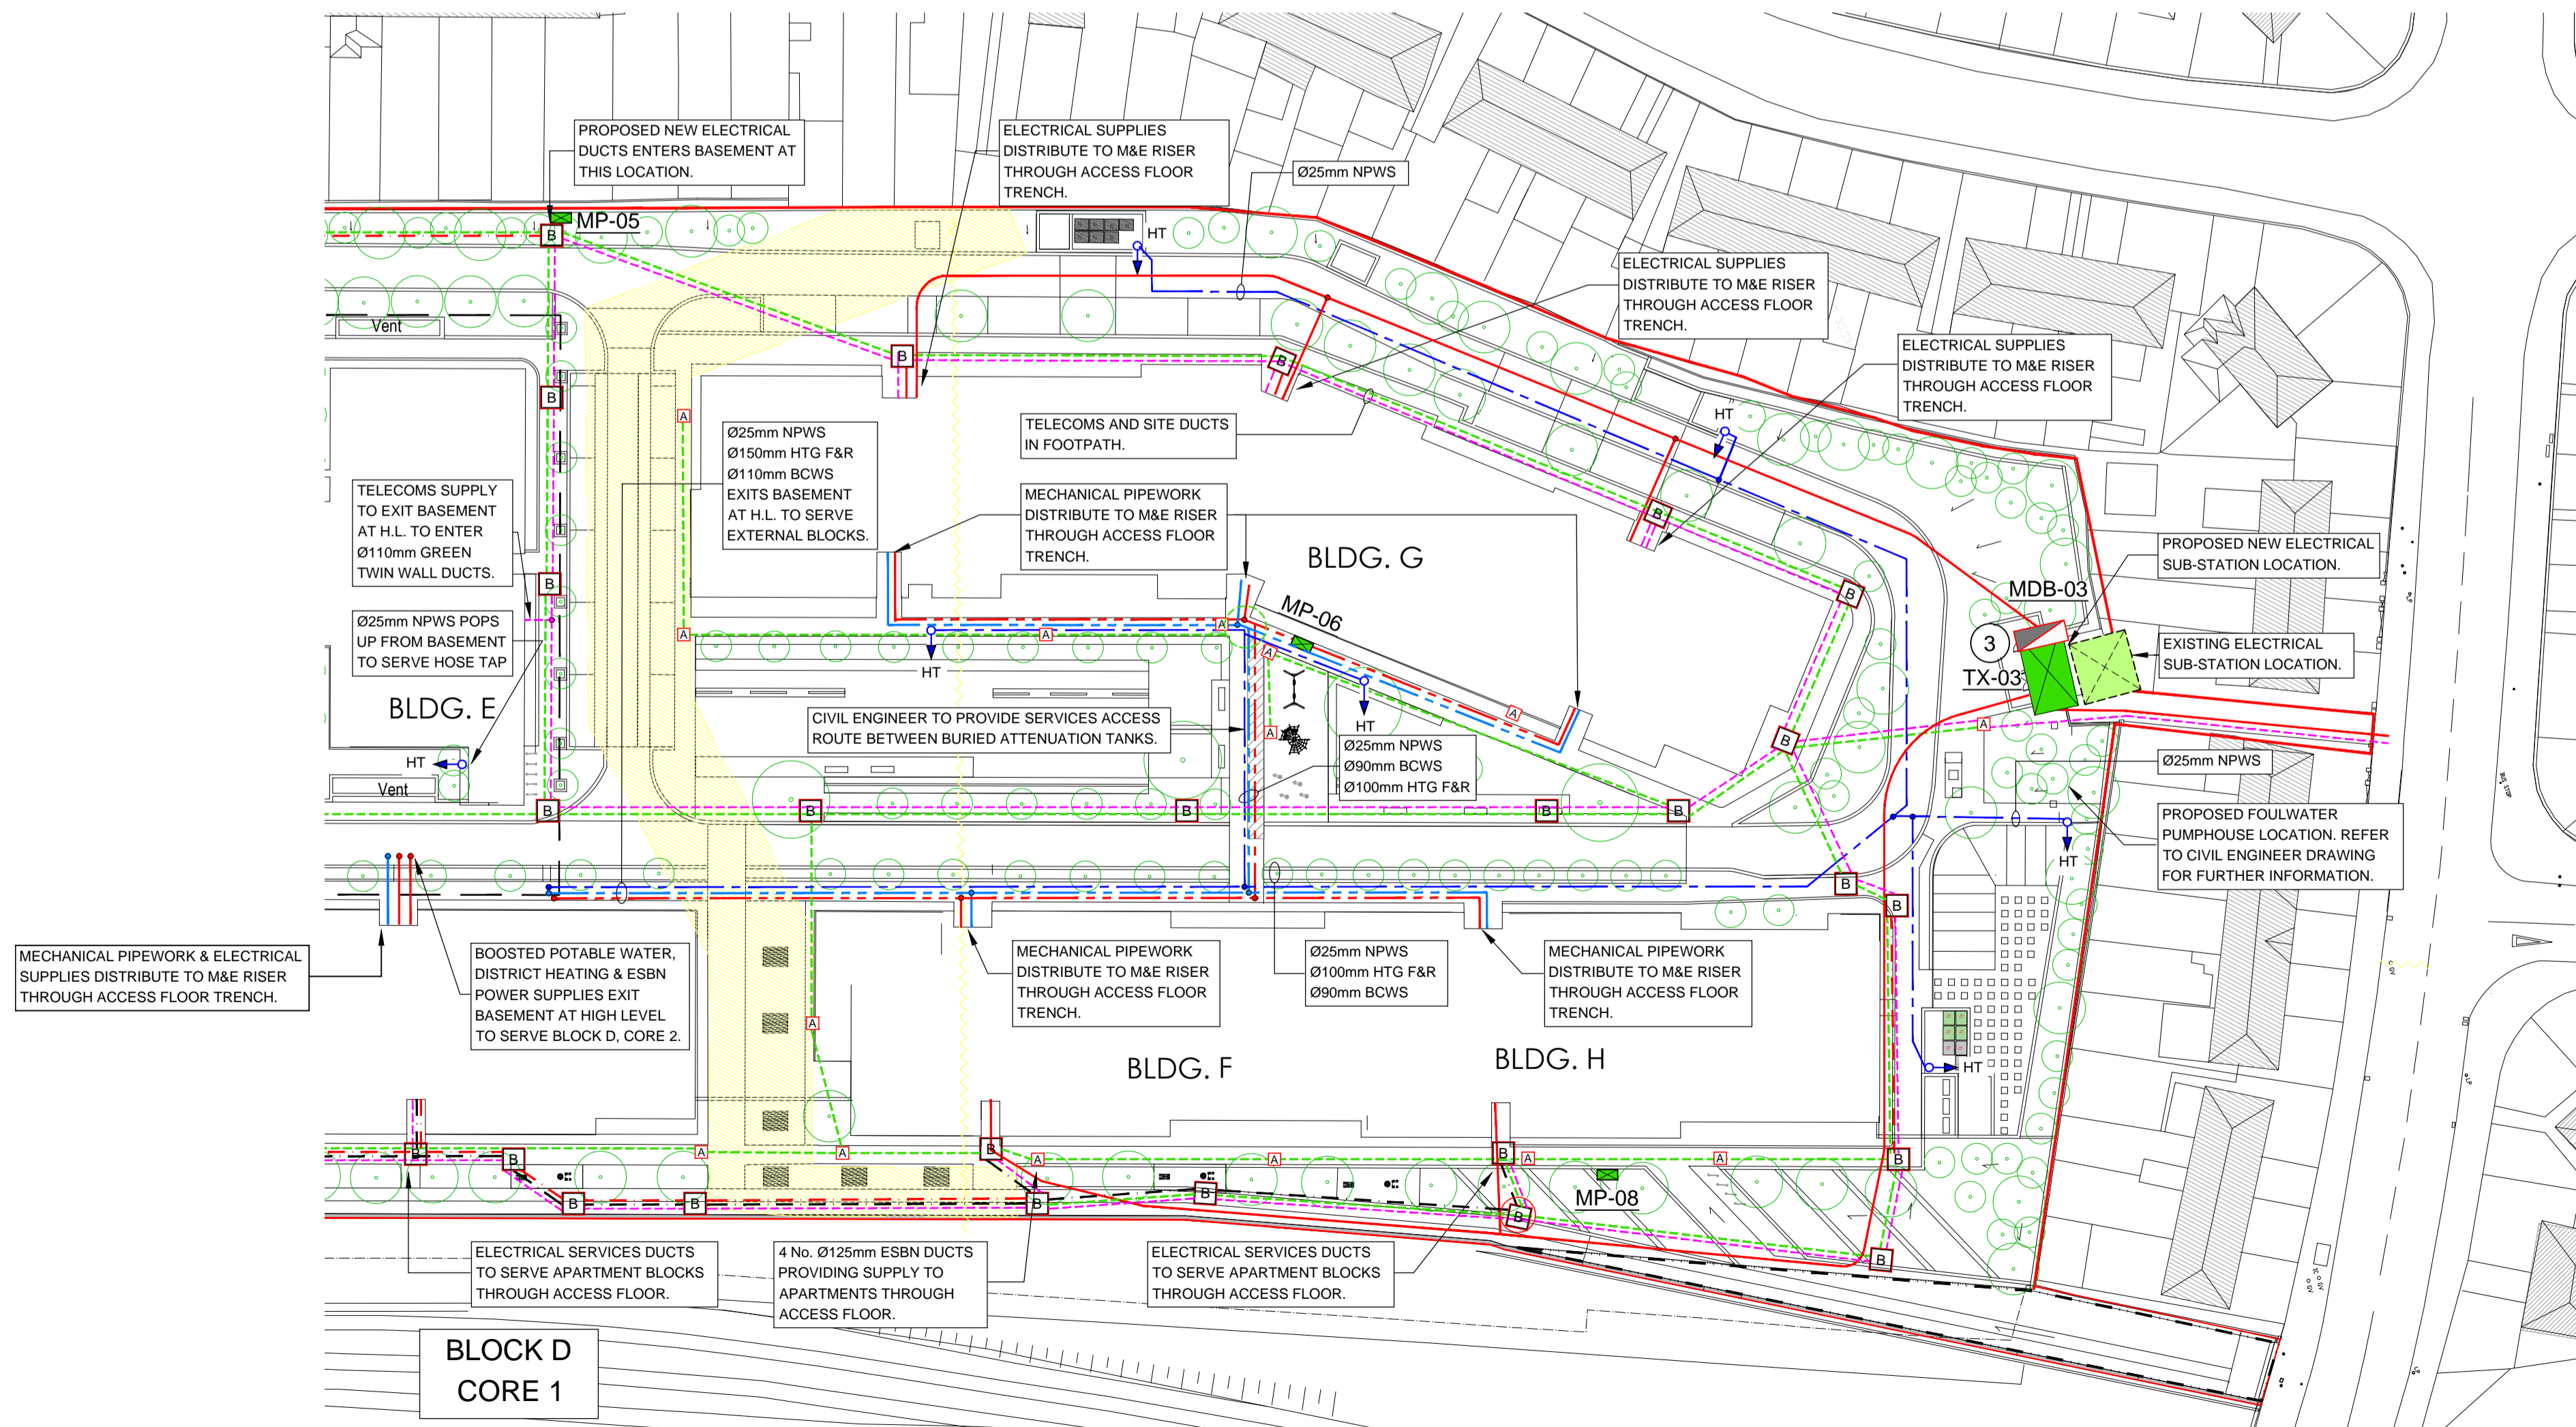 PROPOSED NEW ELECTRICAL
DUCTS ENTERS BASEMENT AT
THIS LOCATION.
ELECTRICAL SUPPLIES
DISTRIBUTE TO M&E RISER
THROUGH ACCESS FLOOR
TRENCH.
Ø25mm NPWS
MP-05
B
HT
ELECTRICAL SUPPLIES
DISTRIBUTE TO M&E RISER
THROUGH ACCESS FLOOR
TRENCH.
ELECTRICAL SUPPLIES
DISTRIBUTE TO M&E RISER
THROUGH ACCESS FLOOR
TRENCH.
Vent
B
B
B
A
HT
TELECOMS AND SITE DUCTS
IN FOOTPATH.
Ø25mm NPWS
Ø150mm HTG F&R
Ø110mm BCWS
EXITS BASEMENT
AT H.L. TO SERVE
EXTERNAL BLOCKS.
TELECOMS SUPPLY
TO EXIT BASEMENT
AT H.L. TO ENTER
Ø110mm GREEN
TWIN WALL DUCTS.
MECHANICAL PIPEWORK
DISTRIBUTE TO M&E RISER
THROUGH ACCESS FLOOR
TRENCH.
B
BLDG. G
PROPOSED NEW ELECTRICAL
SUB-STATION LOCATION.
MDB-03
B
B
MP-06
Ø25mm NPWS POPS
UP FROM BASEMENT
TO SERVE HOSE TAP
A
A
A
A
3
EXISTING ELECTRICAL
SUB-STATION LOCATION.
TX-03
HT
BLDG. E
HT
CIVIL ENGINEER TO PROVIDE SERVICES ACCESS
ROUTE BETWEEN BURIED ATTENUATION TANKS.
A
A
A
B
Ø25mm NPWS
Ø90mm BCWS
Ø100mm HTG F&R
Ø25mm NPWS
HT
Vent
BUS STOP
B
B
B
B
B
PROPOSED FOULWATER
PUMPHOUSE LOCATION. REFER
TO CIVIL ENGINEER DRAWING
FOR FURTHER INFORMATION.
HT
B
B
MECHANICAL PIPEWORK & ELECTRICAL
SUPPLIES DISTRIBUTE TO M&E RISER
THROUGH ACCESS FLOOR TRENCH.
BOOSTED POTABLE WATER,
DISTRICT HEATING & ESBN
POWER SUPPLIES EXIT
BASEMENT AT HIGH LEVEL
TO SERVE BLOCK D, CORE 2.
MECHANICAL PIPEWORK
DISTRIBUTE TO M&E RISER
THROUGH ACCESS FLOOR
TRENCH.
Ø25mm NPWS
Ø100mm HTG F&R
Ø90mm BCWS
MECHANICAL PIPEWORK
DISTRIBUTE TO M&E RISER
THROUGH ACCESS FLOOR
TRENCH.
A
BLDG. F
BLDG. H
HT
B
B
A
A
B
A
A
B
A
A
B
B
B
B
B
B
MP-08
B
ELECTRICAL SERVICES DUCTS
TO SERVE APARTMENT BLOCKS
THROUGH ACCESS FLOOR.
4 No. Ø125mm ESBN DUCTS
PROVIDING SUPPLY TO
APARTMENTS THROUGH
ACCESS FLOOR.
ELECTRICAL SERVICES DUCTS
TO SERVE APARTMENT BLOCKS
THROUGH ACCESS FLOOR.
B
BLOCK D
CORE 1